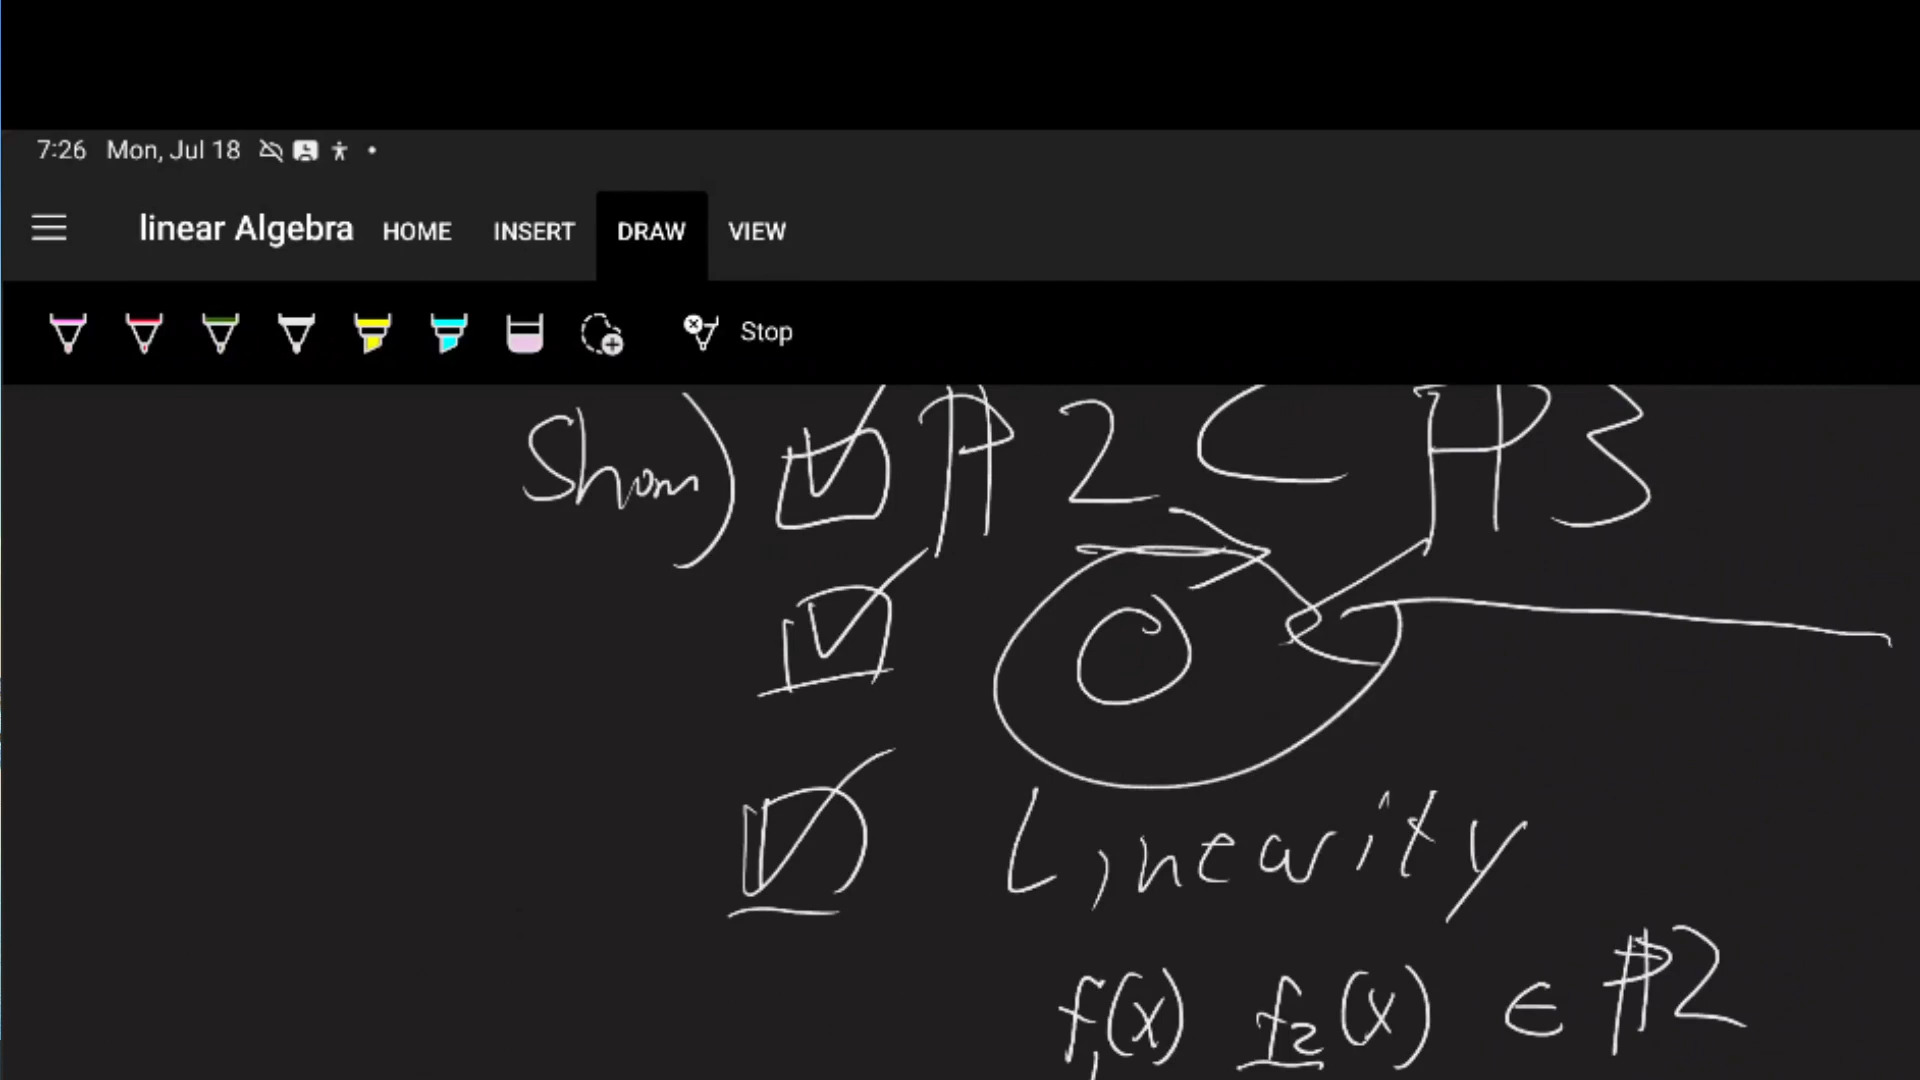 7:26 Mon, Jul 18
linear Algebra HOME INSERT DRAW VIEW
Stop
Show) ☑ ℙ2 ⊂ ℙ3
☑ 0
☑ Linearity
f₁(x) f₂(x) ∈ ℙ2